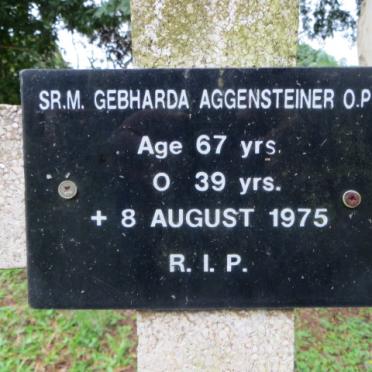 SR.M. GEBHARDA AGGENSTEINER O.P
Age 67 yrs.
O 39 yrs.
+ 8 AUGUST 1975
R. I. P.